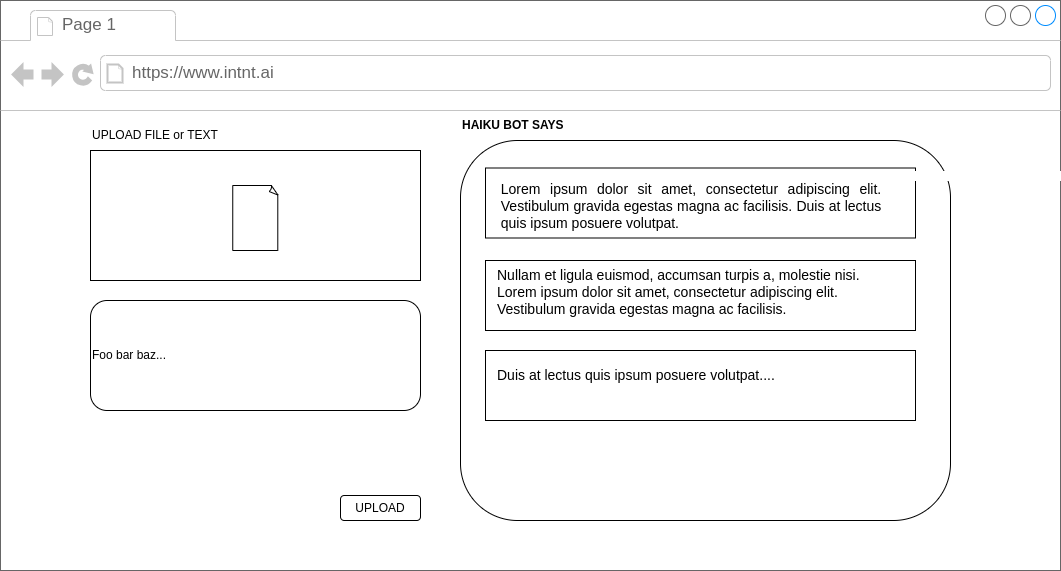 Page 1
https://www.intnt.ai
UPLOAD FILE or TEXT
Foo bar baz...
UPLOAD
HAIKU BOT SAYS
Lorem ipsum dolor sit amet, consectetur adipiscing elit.
Vestibulum gravida egestas magna ac facilisis. Duis at lectus
quis ipsum posuere volutpat.
Nullam et ligula euismod, accumsan turpis a, molestie nisi.
Lorem ipsum dolor sit amet, consectetur adipiscing elit.
Vestibulum gravida egestas magna ac facilisis.
Duis at lectus quis ipsum posuere volutpat....